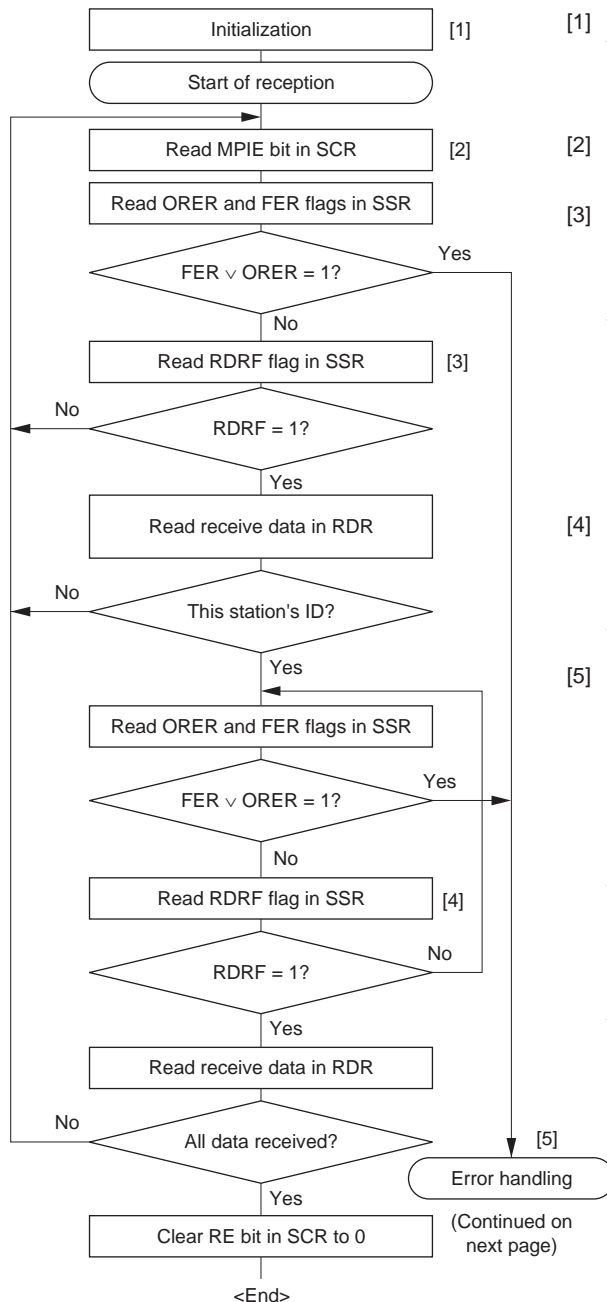 Initialization [1] [1]
Start of reception
Read MPIE bit in SCR [2] [2]
Read ORER and FER flags in SSR
[3]
FER ∨ ORER = 1?
Yes
No
Read RDRF flag in SSR [3]
No
RDRF = 1?
Yes
Read receive data in RDR
[4]
No
This station's ID?
Yes
[5]
Read ORER and FER flags in SSR
Yes
FER ∨ ORER = 1?
No
Read RDRF flag in SSR [4]
No
RDRF = 1?
Yes
Read receive data in RDR
No
All data received?
[5]
Error handling
Yes
(Continued on
next page)
Clear RE bit in SCR to 0
<End>